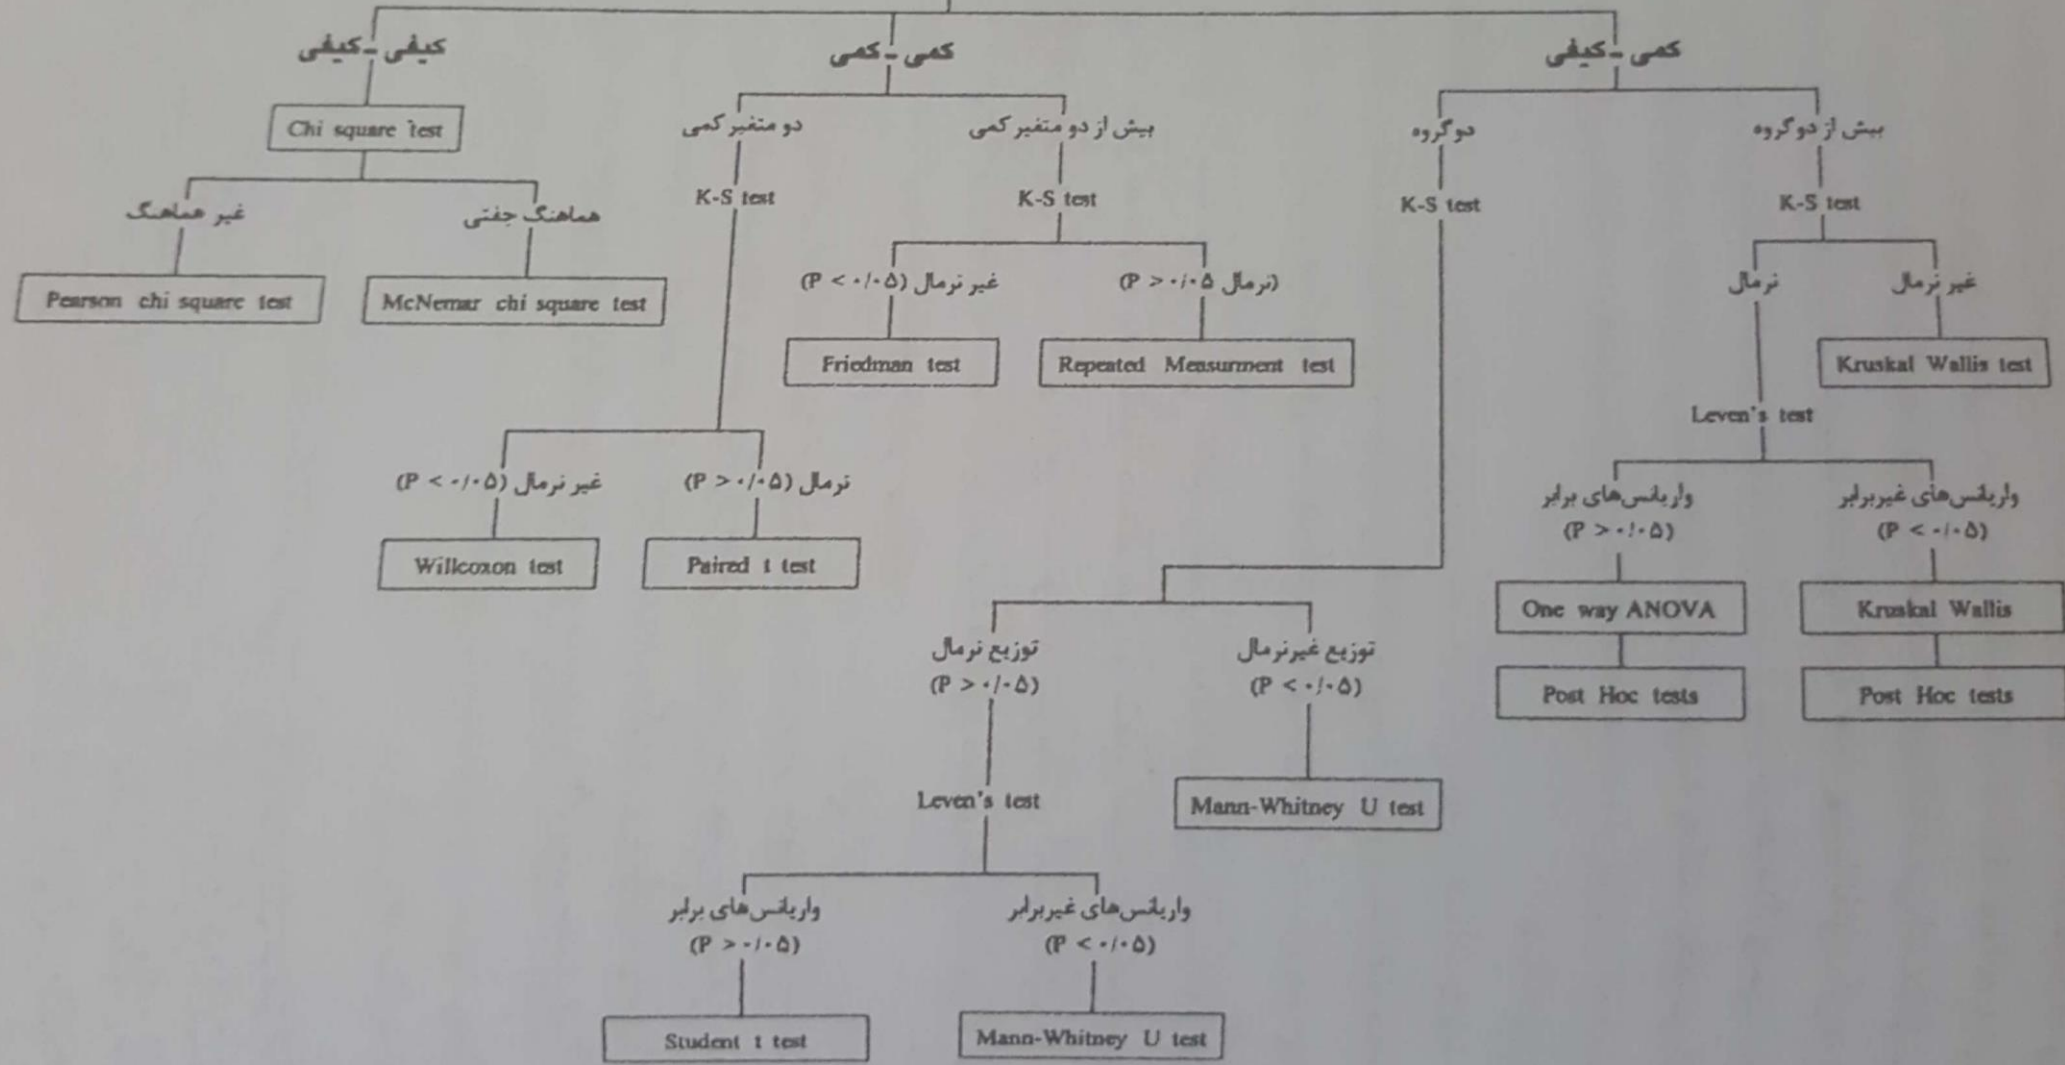 کیفی - کیفی
Chi square test
غیر هماهنگ
هماهنگ جفتی
Pearson chi square test
McNemar chi square test
کمی - کمی
دو متغیر کمی
بیش از دو متغیر کمی
K-S test
K-S test
غیر نرمال (P < ۰/۰۵)
(نرمال P > ۰/۰۵)
Friedman test
Repeated Measurment test
غیر نرمال (P < ۰/۰۵)
نرمال (P > ۰/۰۵)
Willcoxon test
Paired t test
کمی - کیفی
دو گروه
بیش از دو گروه
K-S test
K-S test
نرمال
غیر نرمال
Kruskal Wallis test
Leven's test
واریانس‌های برابر
(P > ۰/۰۵)
واریانس‌های غیربرابر
(P < ۰/۰۵)
One way ANOVA
Kruskal Wallis
Post Hoc tests
Post Hoc tests
توزیع نرمال
(P > ۰/۰۵)
توزیع غیرنرمال
(P < ۰/۰۵)
Leven's test
Mann-Whitney U test
واریانس‌های برابر
(P > ۰/۰۵)
واریانس‌های غیربرابر
(P < ۰/۰۵)
Student t test
Mann-Whitney U test